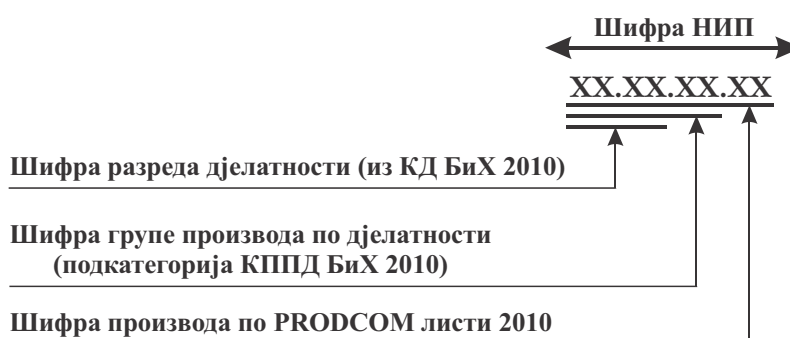 Шифра НИП
XX.XX.XX.XX
Шифра разреда дјелатности (из КД БиХ 2010)
Шифра групе производа по дјелатности
(подкатегорија КППД БиХ 2010)
Шифра производа по PRODCOM листи 2010